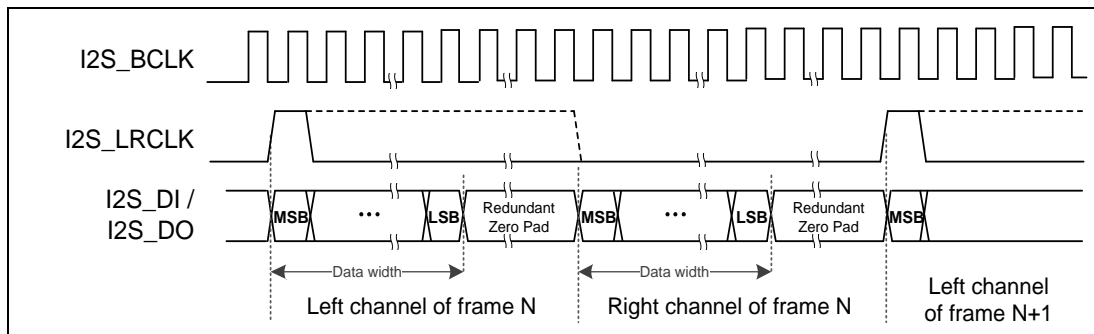 I2S_BCLK
I2S_LRCLK
I2S_DI /
I2S_DO
MSB ••• LSB Redundant Zero Pad MSB ••• LSB Redundant Zero Pad MSB
Data width Data width
Left channel of frame N Right channel of frame N Left channel
of frame N+1